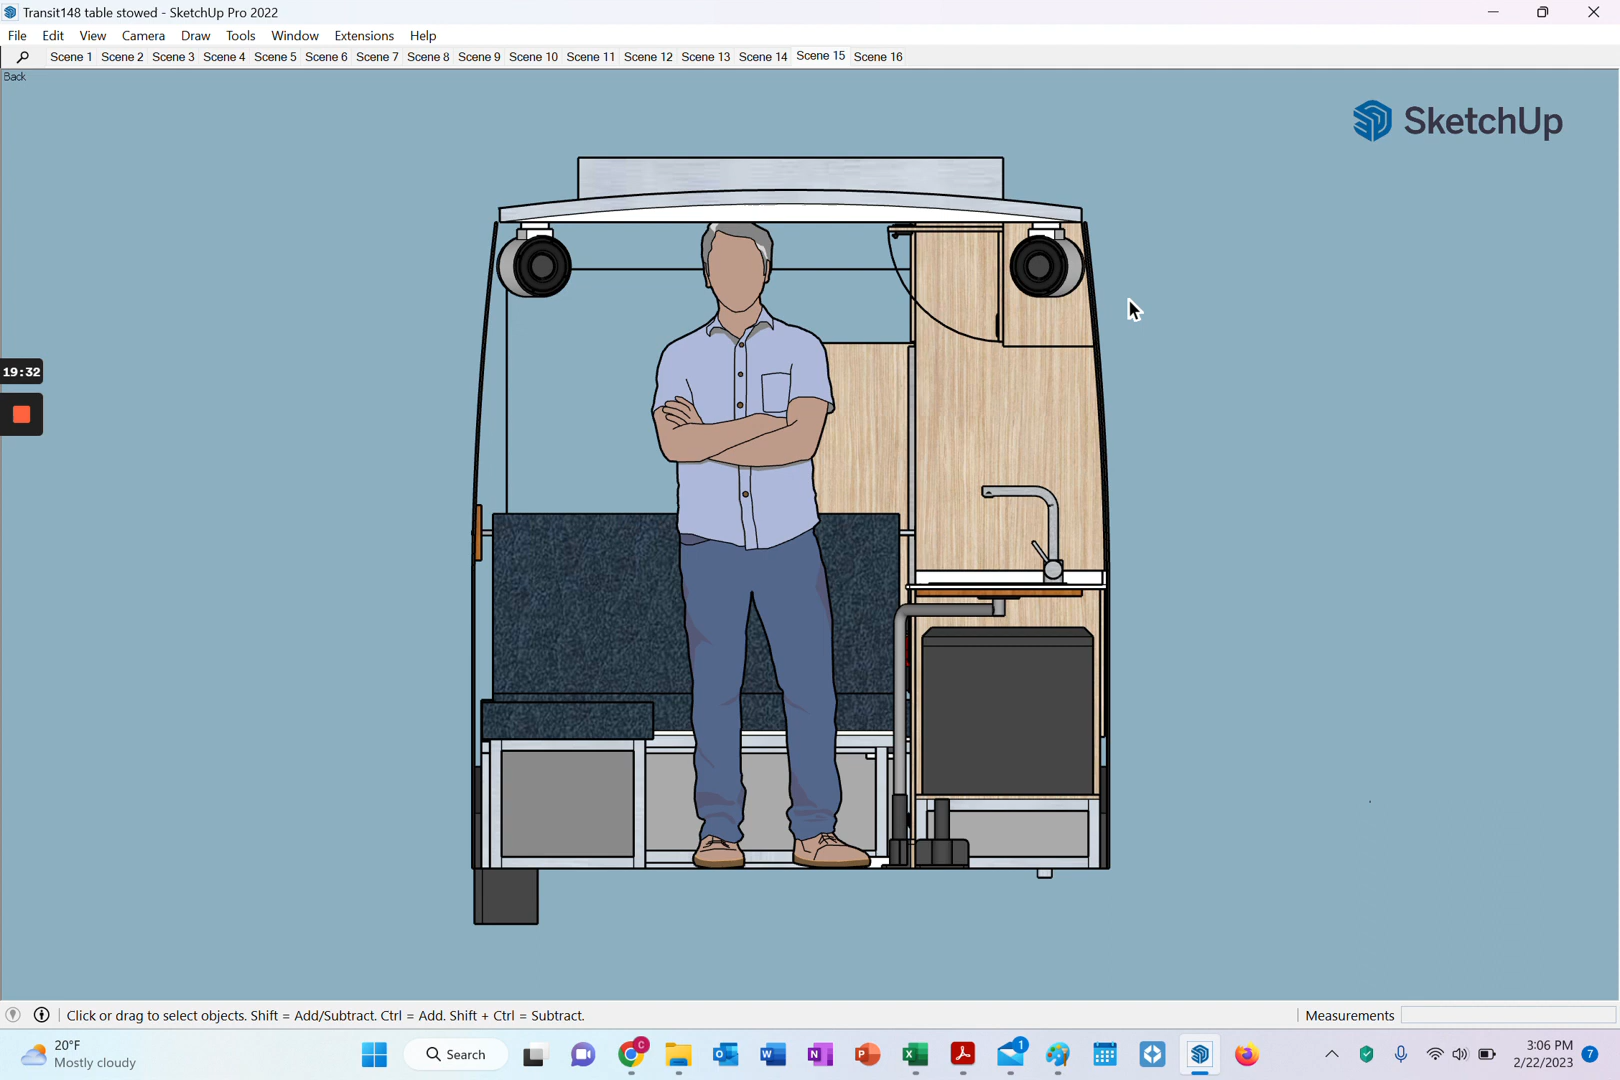 Transit148 table stowed - SketchUp Pro 2022
File Edit View Camera Draw Tools Window Extensions Help
Scene 1 Scene 2 Scene 3 Scene 4 Scene 5 Scene 6 Scene 7 Scene 8 Scene 9 Scene 10 Scene 11 Scene 12 Scene 13 Scene 14 Scene 15 Scene 16
Back
SketchUp
19:32
Click or drag to select objects. Shift = Add/Subtract. Ctrl = Add. Shift + Ctrl = Subtract.
Measurements
20°F
Mostly cloudy
Search
C
1
3:06 PM
2/22/2023
7